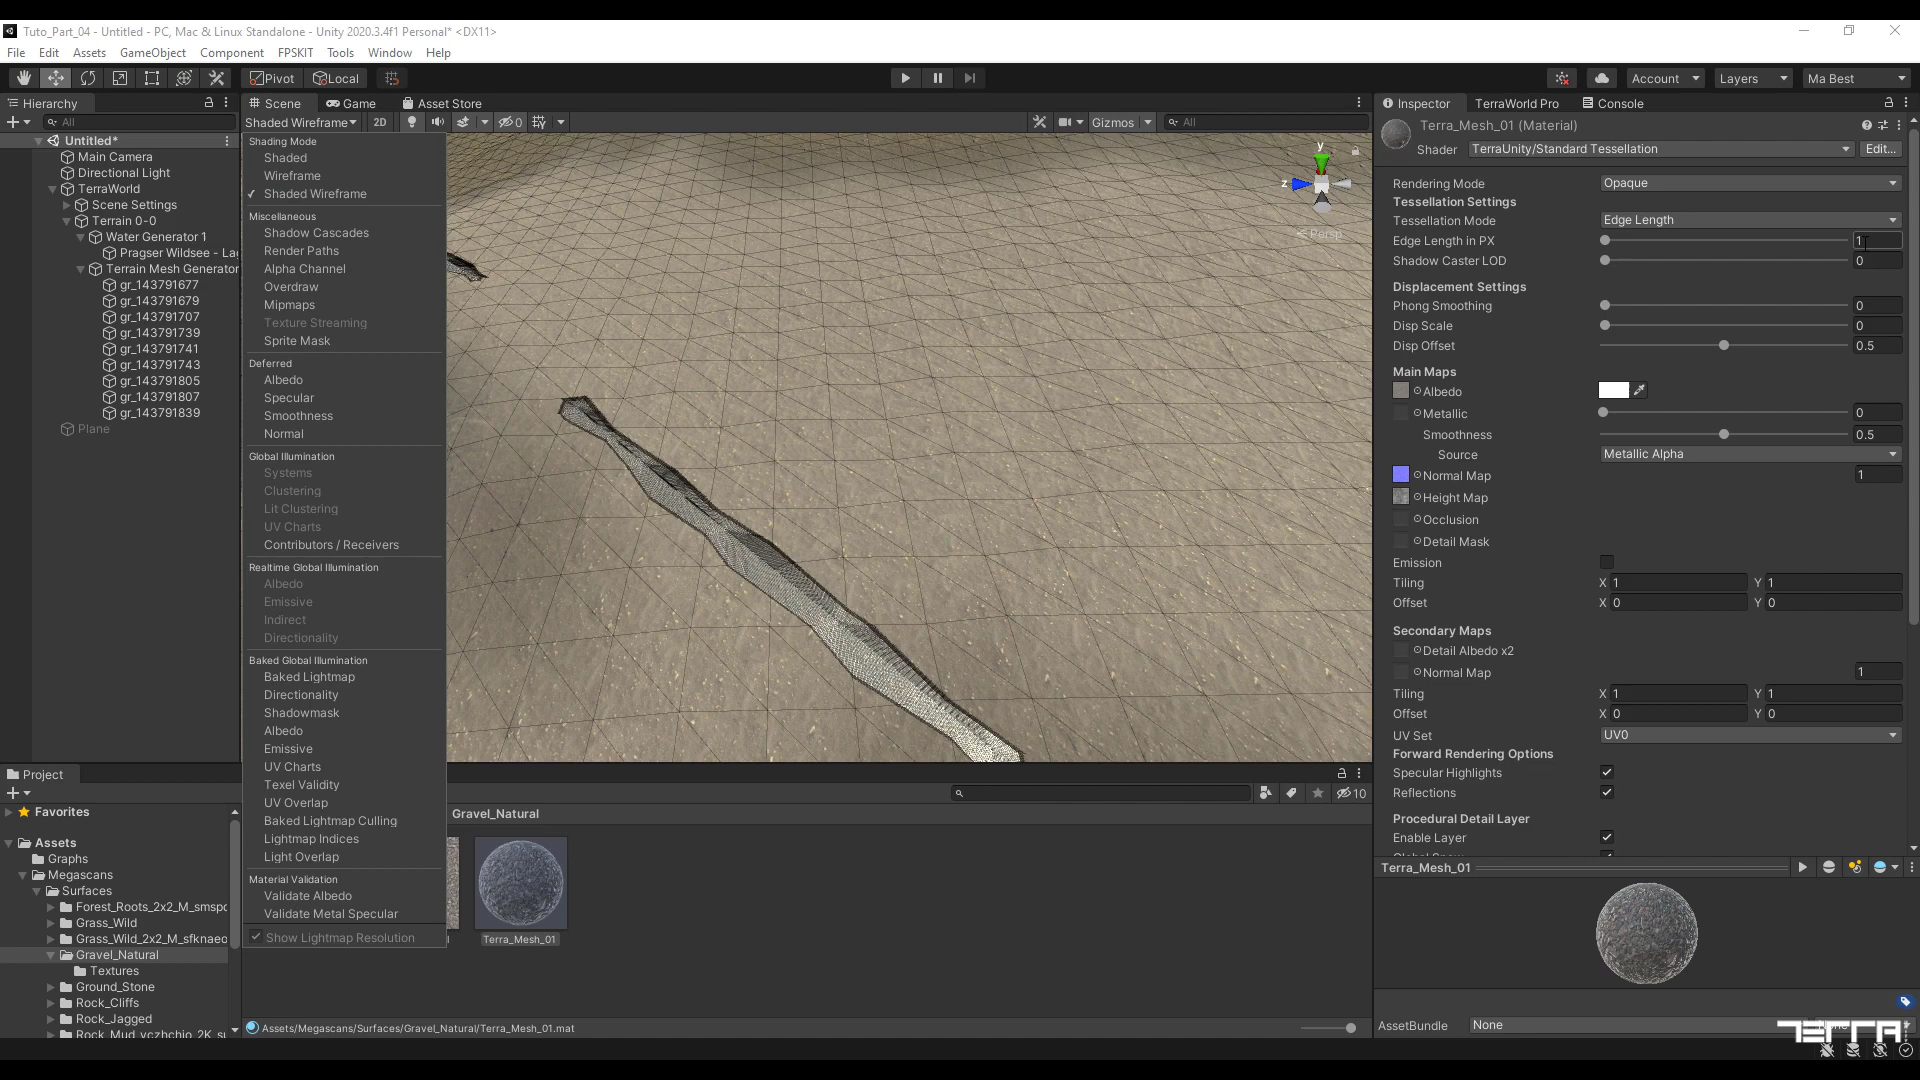 Tuto_Part_04 - Untitled - PC, Mac & Linux Standalone - Unity 2020.3.4f1 Personal* <DX11>
File Edit Assets GameObject Component FPSKIT Tools Window Help
Pivot Local Account Layers Ma Best
Hierarchy
All
Untitled*
Main Camera
Directional Light
TerraWorld
Scene Settings
Terrain 0-0
Water Generator 1
Pragser Wildsee - La
Terrain Mesh Generator
gr_143791677
gr_143791679
gr_143791707
gr_143791739
gr_143791741
gr_143791743
gr_143791805
gr_143791807
gr_143791839
Plane
Scene Game Asset Store
Shaded Wireframe 2D 0 Gizmos All
Shading Mode
Shaded
Wireframe
Shaded Wireframe
Miscellaneous
Shadow Cascades
Render Paths
Alpha Channel
Overdraw
Mipmaps
Texture Streaming
Sprite Mask
Deferred
Albedo
Specular
Smoothness
Normal
Global Illumination
Systems
Clustering
Lit Clustering
UV Charts
Contributors / Receivers
Realtime Global Illumination
Albedo
Emissive
Indirect
Directionality
Baked Global Illumination
Baked Lightmap
Directionality
Shadowmask
Albedo
Emissive
UV Charts
Texel Validity
UV Overlap
Baked Lightmap Culling
Lightmap Indices
Light Overlap
Material Validation
Validate Albedo
Validate Metal Specular
Show Lightmap Resolution
y
z
Persp
Inspector TerraWorld Pro Console
Terra_Mesh_01 (Material)
Shader TerraUnity/Standard Tessellation Edit...
Rendering Mode Opaque
Tessellation Settings
Tessellation Mode Edge Length
Edge Length in PX 1
Shadow Caster LOD 0
Displacement Settings
Phong Smoothing 0
Disp Scale 0
Disp Offset 0.5
Main Maps
Albedo
Metallic 0
Smoothness 0.5
Source Metallic Alpha
Normal Map 1
Height Map
Occlusion
Detail Mask
Emission
Tiling X 1 Y 1
Offset X 0 Y 0
Secondary Maps
Detail Albedo x2
Normal Map 1
Tiling X 1 Y 1
Offset X 0 Y 0
UV Set UV0
Forward Rendering Options
Specular Highlights
Reflections
Procedural Detail Layer
Enable Layer
Terra_Mesh_01
AssetBundle None
TERRA
Project
10
Favorites
Assets
Graphs
Megascans
Surfaces
Forest_Roots_2x2_M_smspc
Grass_Wild
Grass_Wild_2x2_M_sfknaeo
Gravel_Natural
Textures
Ground_Stone
Rock_Cliffs
Rock_Jagged
Gravel_Natural
Terra_Mesh_01
Assets/Megascans/Surfaces/Gravel_Natural/Terra_Mesh_01.mat